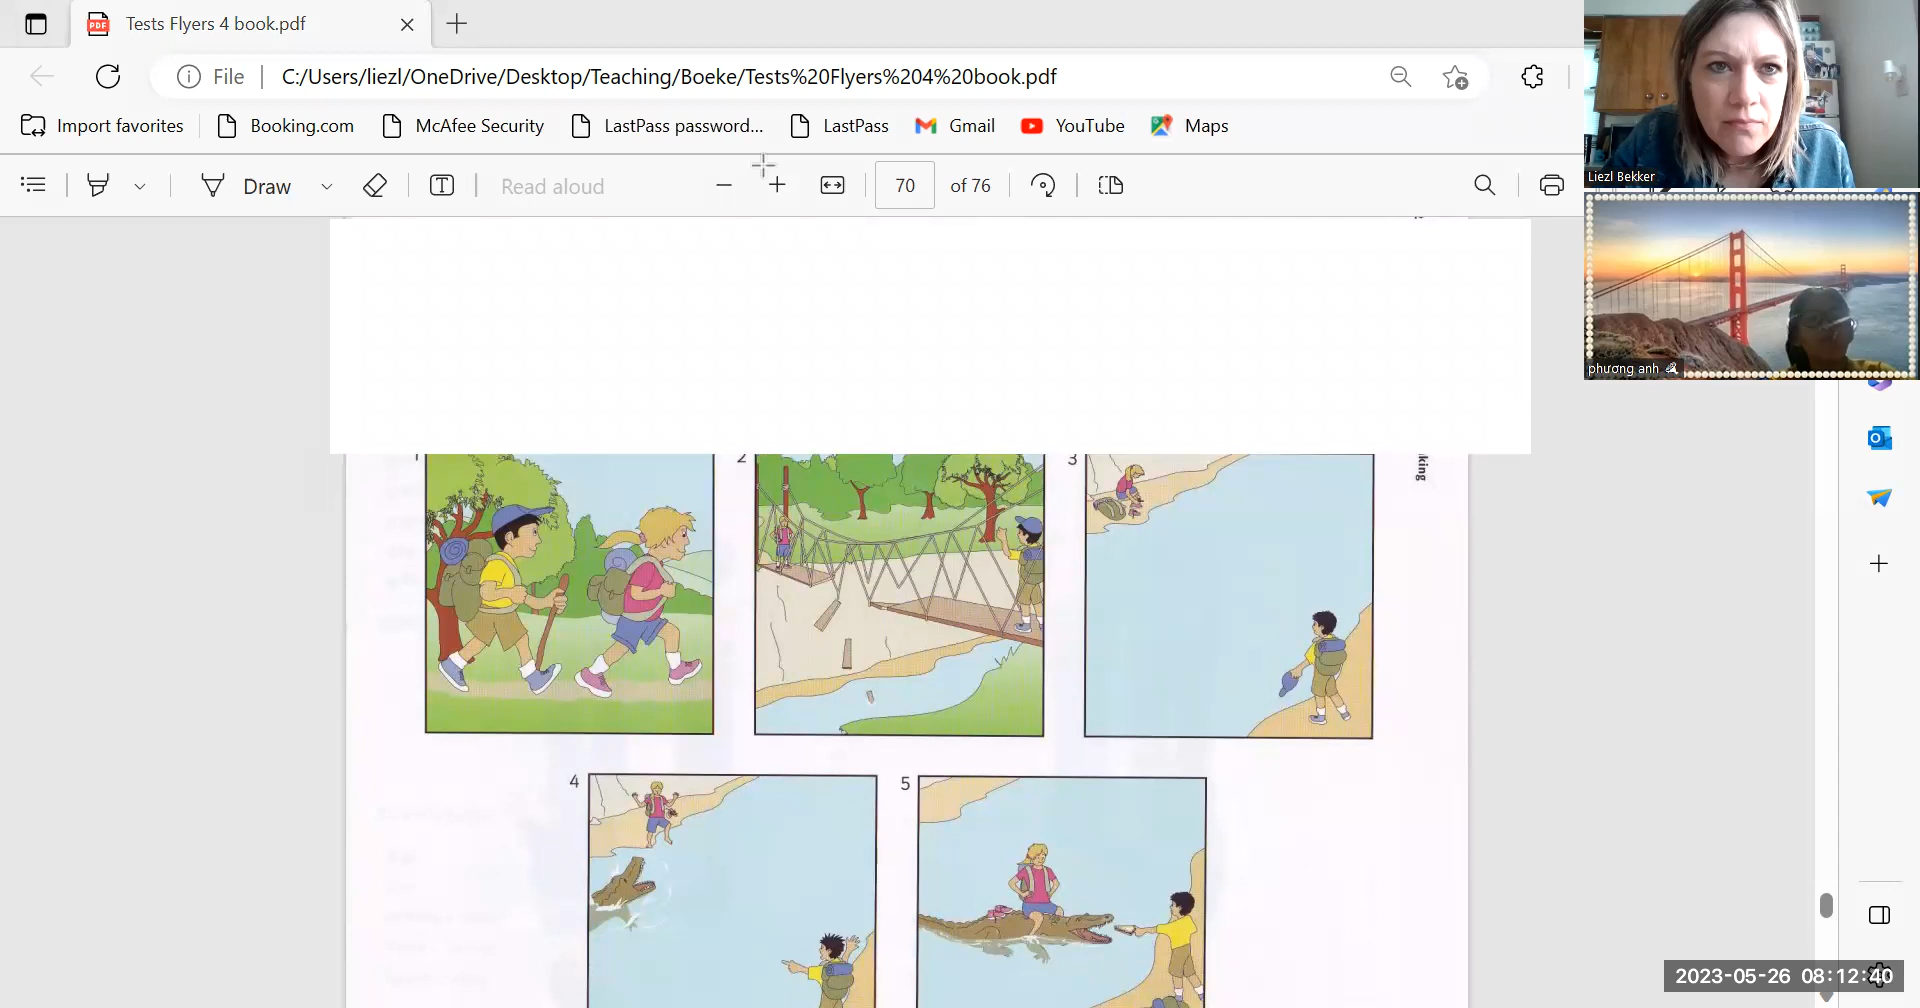 Tests Flyers 4 book.pdf
File
C:/Users/liezl/OneDrive/Desktop/Teaching/Boeke/Tests%20Flyers%204%20book.pdf
Import favorites
Booking.com
McAfee Security
LastPass password...
LastPass
Gmail
YouTube
Maps
Draw
Read aloud
70
of 76
Liezl Bekker
phương anh
2
3
king
4
5
2023-05-26 08:12:40